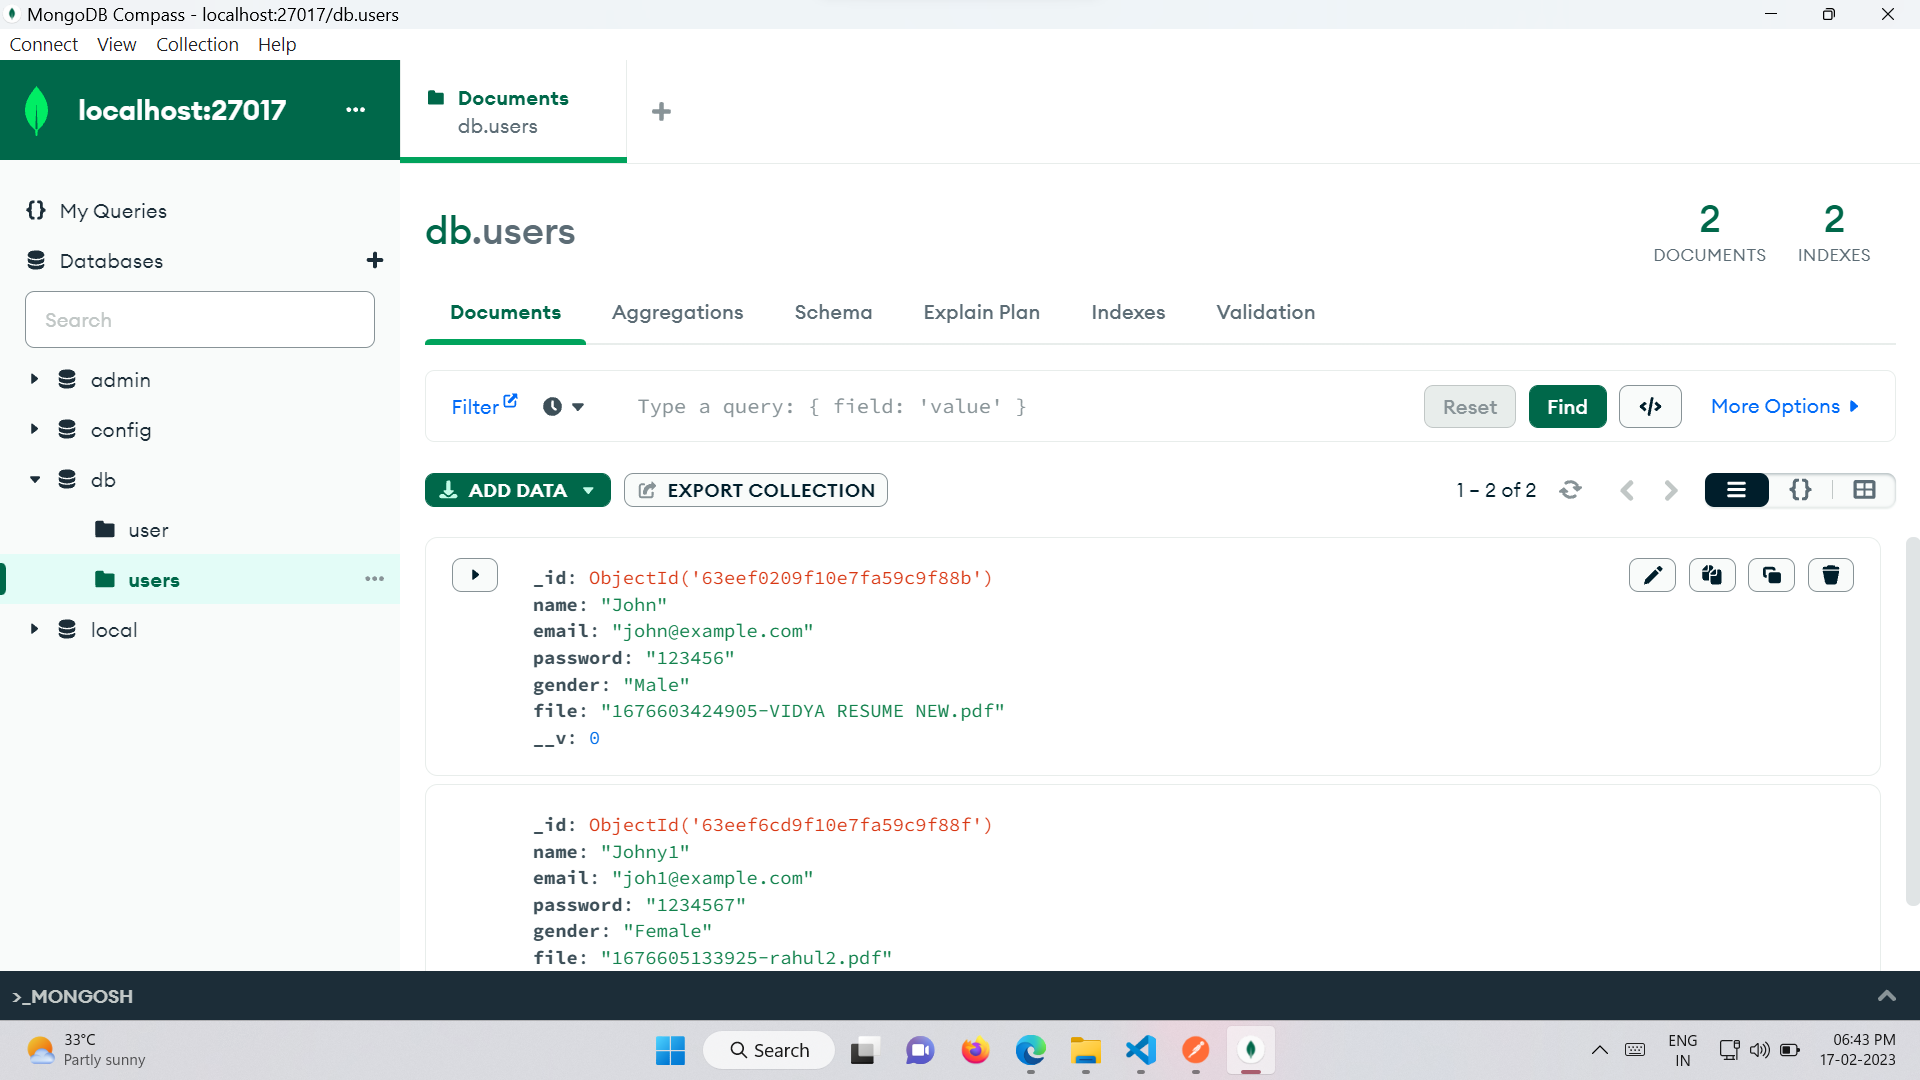 MongoDB Compass - localhost:27017/db.users
Connect View Collection Help
localhost:27017 •••
Documents
db.users
+
{} My Queries
Databases +
Search
admin
config
db
user
users •••
local
db.users
2
DOCUMENTS
2
INDEXES
Documents Aggregations Schema Explain Plan Indexes Validation
Filter Type a query: { field: 'value' } Reset Find </> More Options
ADD DATA EXPORT COLLECTION 1 – 2 of 2 {}
_id: ObjectId('63eef0209f10e7fa59c9f88b')
name: "John"
email: "john@example.com"
password: "123456"
gender: "Male"
file: "1676603424905-VIDYA RESUME NEW.pdf"
__v: 0
_id: ObjectId('63eef6cd9f10e7fa59c9f88f')
name: "Johny1"
email: "joh1@example.com"
password: "1234567"
gender: "Female"
file: "1676605133925-rahul2.pdf"
>_MONGOSH
33°C
Partly sunny
Search
ENG
IN
06:43 PM
17-02-2023